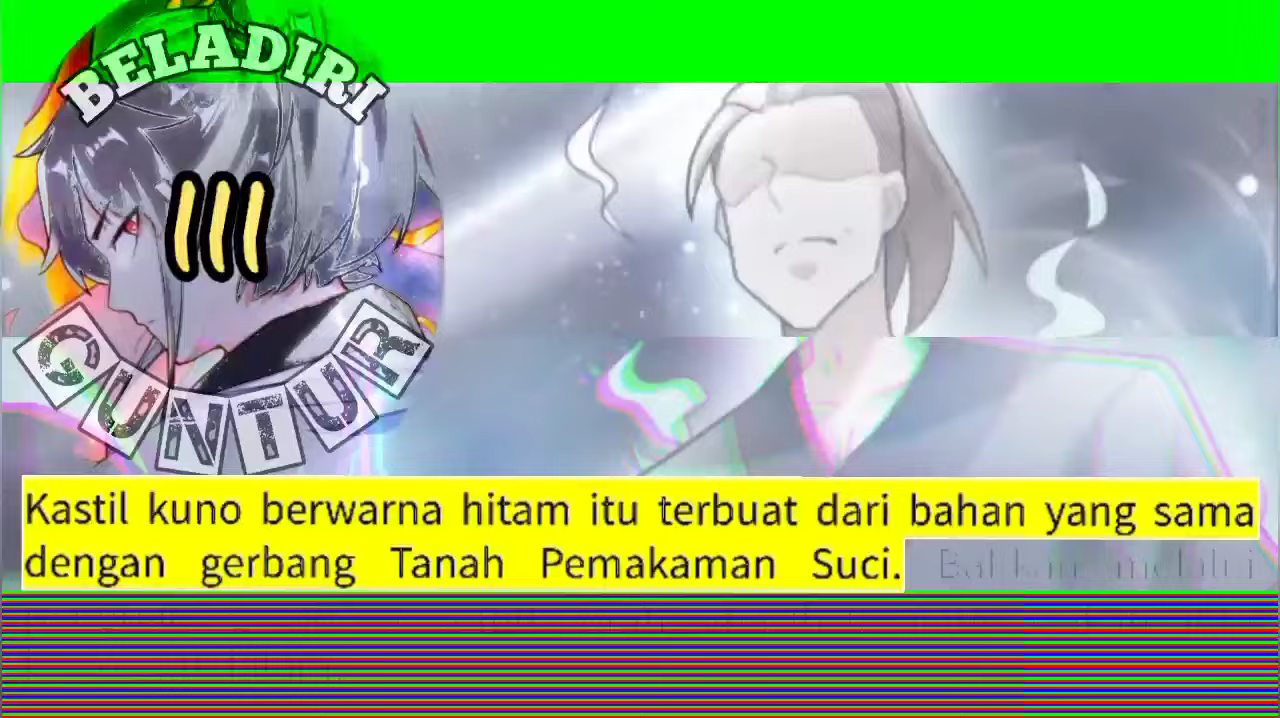 BELADIRI
GUNTUR
Kastil kuno berwarna hitam itu terbuat dari bahan yang sama
dengan gerbang Tanah Pemakaman Suci.